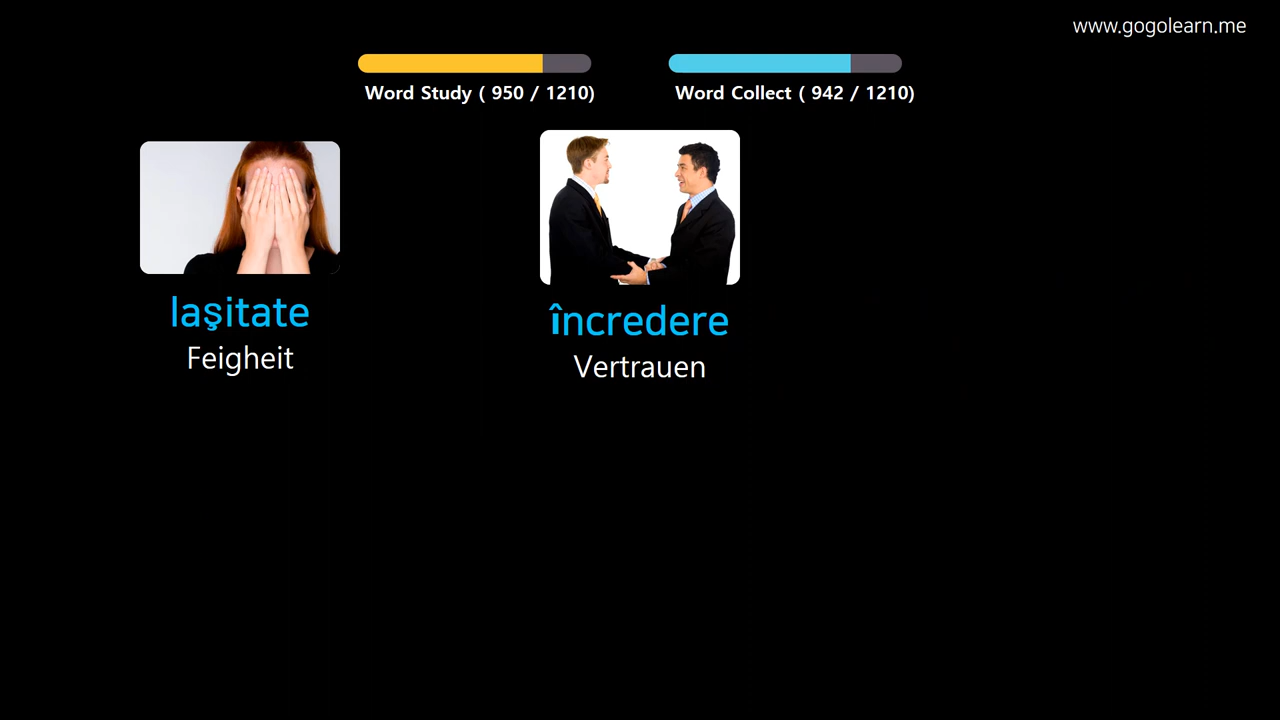 www.gogolearn.me
Word Study ( 950 / 1210)
Word Collect ( 942 / 1210)
laşitate
Feigheit
încredere
Vertrauen